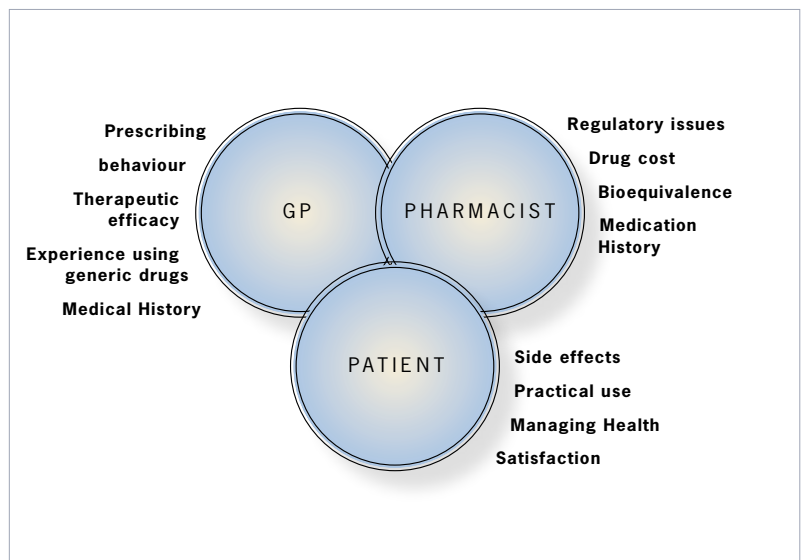 Prescribing
behaviour
Therapeutic
efficacy
Experience using
generic drugs
Medical History
GP
PHARMACIST
Regulatory issues
Drug cost
Bioequivalence
Medication
History
PATIENT
Side effects
Practical use
Managing Health
Satisfaction